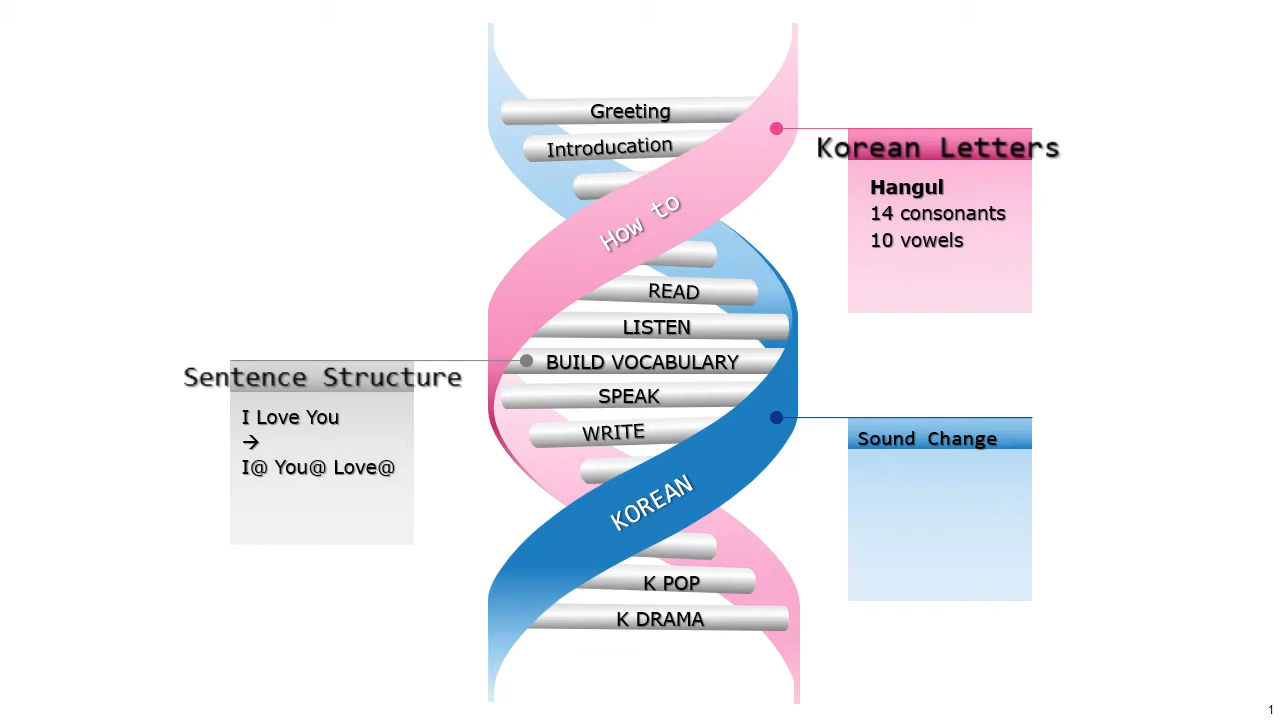 Greeting
Introducation
How to
READ
LISTEN
BUILD VOCABULARY
SPEAK
WRITE
KOREAN
K POP
K DRAMA
Korean Letters
Hangul
14 consonants
10 vowels
Sentence Structure
I Love You
→
I@ You@ Love@
Sound Change
1